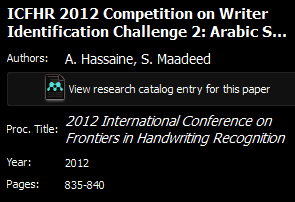 ICFHR 2012 Competition on Writer
Identification Challenge 2: Arabic S...
Authors: A. Hassaine, S. Maadeed
View research catalog entry for this paper
Proc. Title: 2012 International Conference on
Frontiers in Handwriting Recognition
Year: 2012
Pages: 835-840